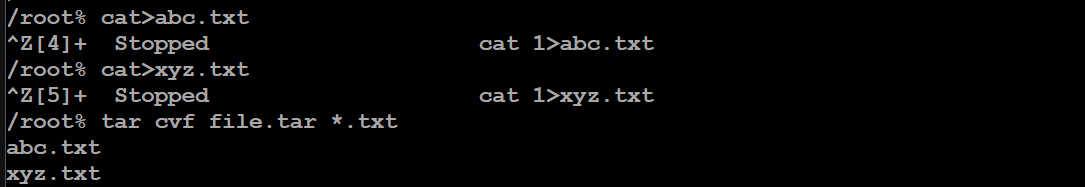 /root% cat>abc.txt
^Z[4]+  Stopped                    cat 1>abc.txt
/root% cat>xyz.txt
^Z[5]+  Stopped                    cat 1>xyz.txt
/root% tar cvf file.tar *.txt
abc.txt
xyz.txt